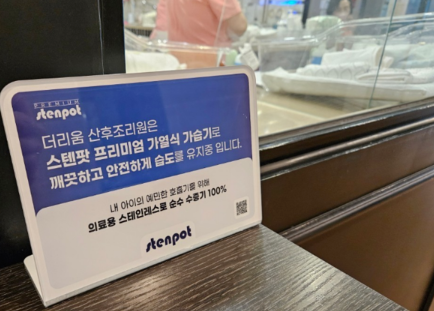 PREMIUM
stenpot
더리움 산후조리원은
스텐팟 프리미엄 가열식 가습기로
깨끗하고 안전하게 습도를 유지중 입니다.
내 아이의 예민한 호흡기를 위해
의료용 스테인레스로 순수 수증기 100%
stenpot